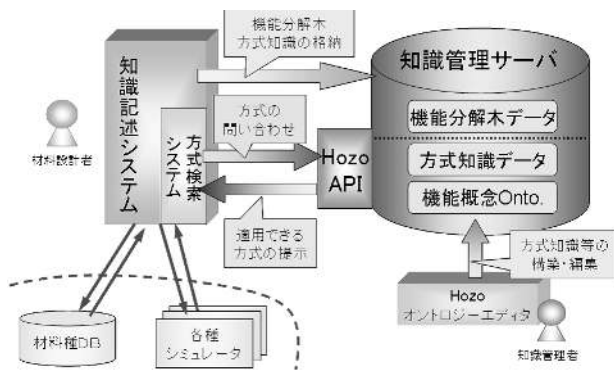 機能分解木
方式知識の格納
知識管理サーバ
知識記述システム
方式検索
システム
方式の
問い合わせ
機能分解木データ
方式知識データ
機能概念Onto.
Hozo
API
材料設計者
適用できる
方式の提示
方式知識等の
構築・編集
Hozo
オントロジーエディタ
知識管理者
材料種DB
各種
シミュレータ